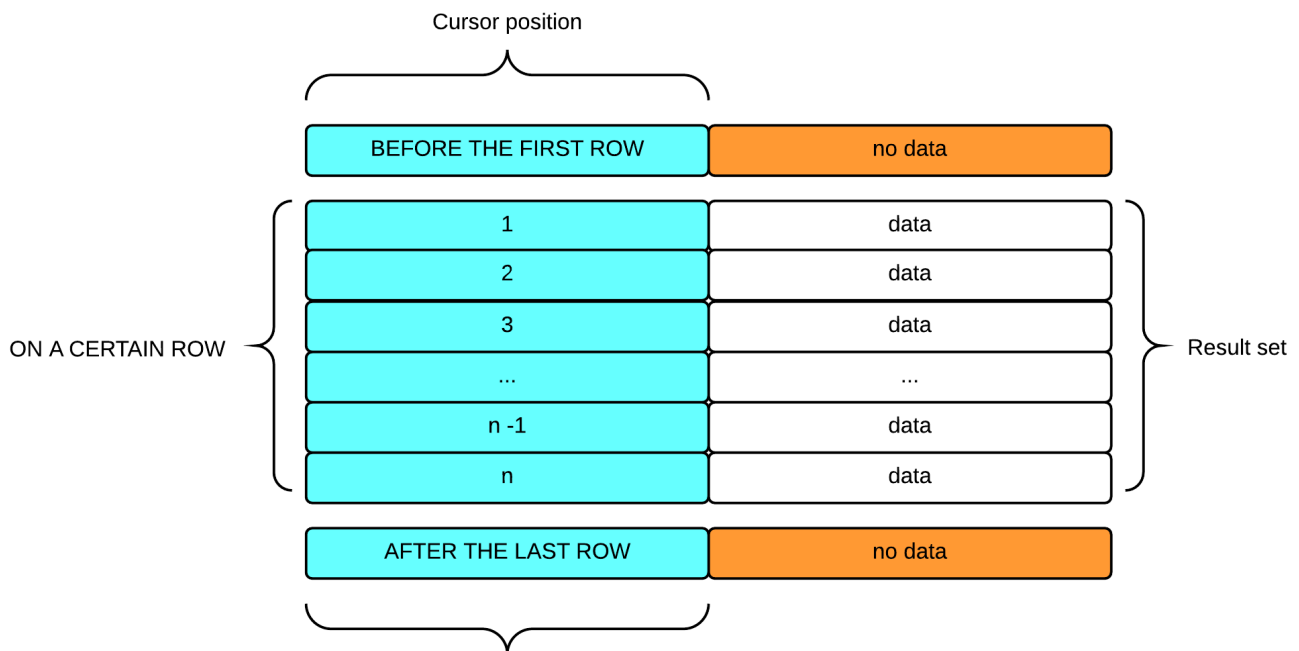 Cursor position
BEFORE THE FIRST ROW no data
1 data
2 data
3 data
ON A CERTAIN ROW
Result set
... ...
n -1 data
n data
AFTER THE LAST ROW no data